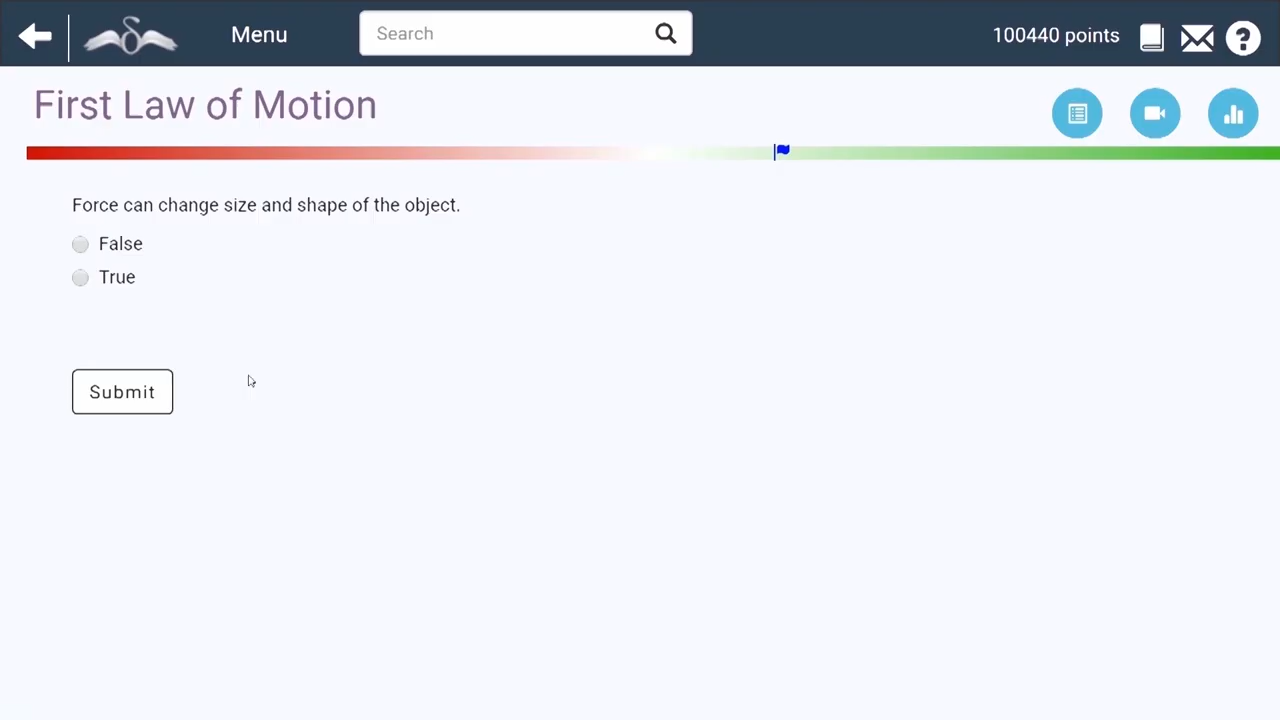 Menu
Search
100440 points
?
First Law of Motion
Force can change size and shape of the object.
False
True
Submit